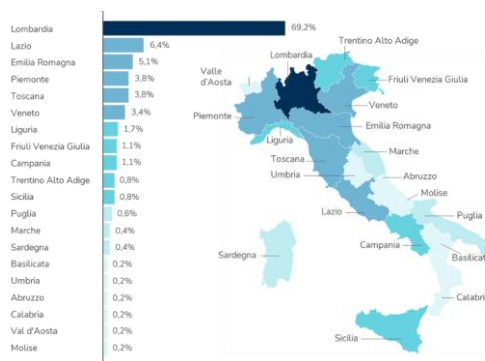 Lombardia 69,2%
Lazio 6,4%
Emilia Romagna 5,1%
Piemonte 3,8%
Toscana 3,8%
Veneto 3,4%
Liguria 1,7%
Friuli Venezia Giulia 1,1%
Campania 1,1%
Trentino Alto Adige 0,8%
Sicilia 0,8%
Puglia 0,6%
Marche 0,4%
Sardegna 0,4%
Basilicata 0,2%
Umbria 0,2%
Abruzzo 0,2%
Calabria 0,2%
Val d'Aosta 0,2%
Molise 0,2%
Trentino Alto Adige
Lombardia
Valle
d'Aosta
Friuli Venezia Giulia
Veneto
Piemonte
Emilia Romagna
Liguria
Marche
Toscana
Umbria
Abruzzo
Molise
Lazio
Puglia
Campania
Sardegna
Basilicat
Calabri
Sicilia